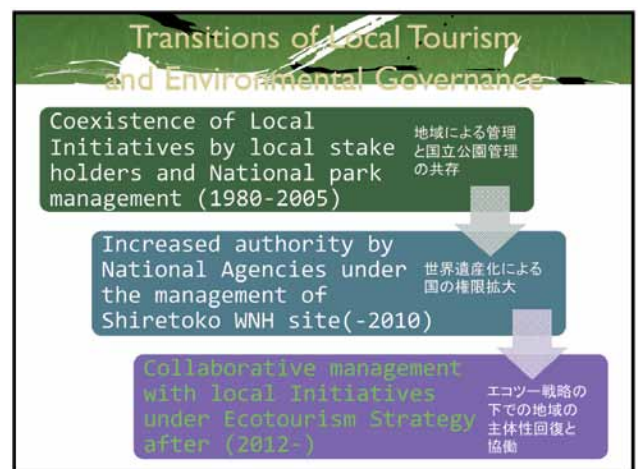 Transitions of Local Tourism
and Environmental Governance
Coexistence of Local
Initiatives by local stake
holders and National park
management (1980-2005)
地域による管理
と国立公園管理
の共存
Increased authority by
National Agencies under
the management of
Shiretoko WNH site(-2010)
世界遺産化による
国の権限拡大
Collaborative management
with local Initiatives
under Ecotourism Strategy
after (2012-)
エコツー戦略の
下での地域の
主体性回復と
協働